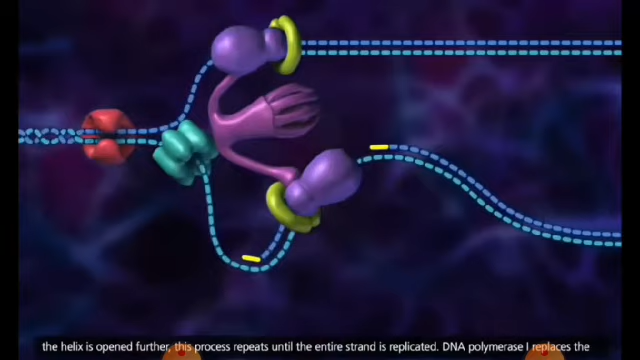 the helix is opened further, this process repeats until the entire strand is replicated. DNA polymerase I replaces the